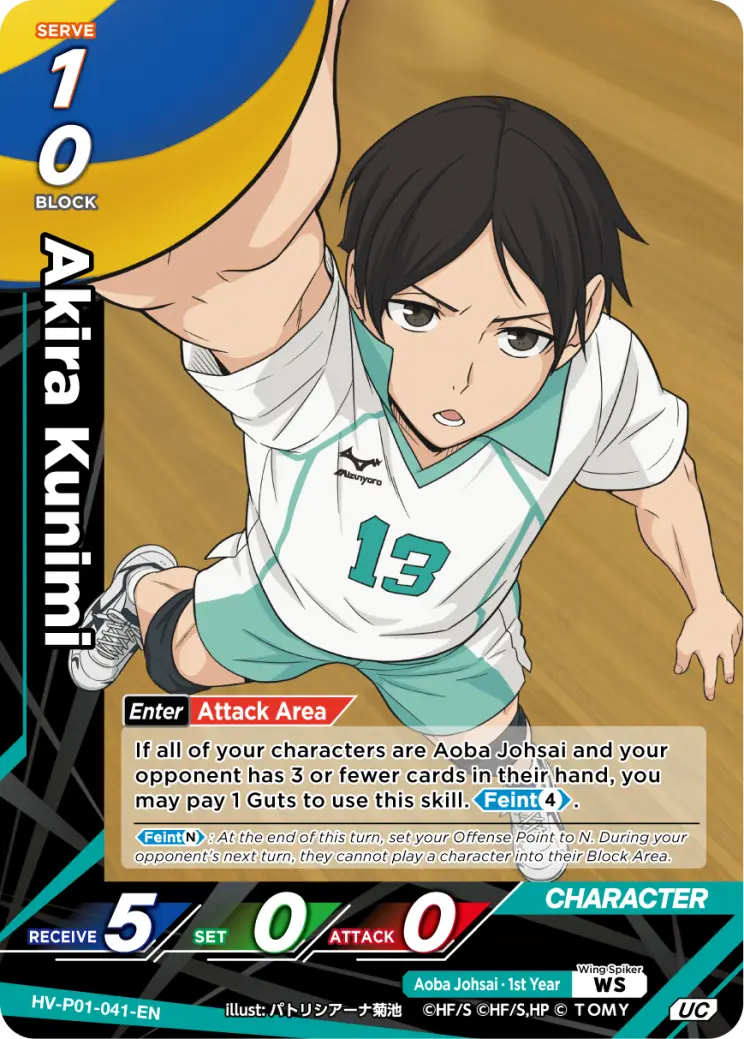 SERVE
1
0
BLOCK
Akira Kunimi
Mizunyoro
13
Enter Attack Area
If all of your characters are Aoba Johsai and your
opponent has 3 or fewer cards in their hand, you
may pay 1 Guts to use this skill. Feint 4 .
Feint N : At the end of this turn, set your Offense Point to N. During your
opponent's next turn, they cannot play a character into their Block Area.
CHARACTER
RECEIVE 5 SET 0 ATTACK 0
Aoba Johsai · 1st Year Wing Spiker WS
HV-P01-041-EN illust: パトリシアーナ菊池 ©HF/S ©HF/S,HP © TOMY UC